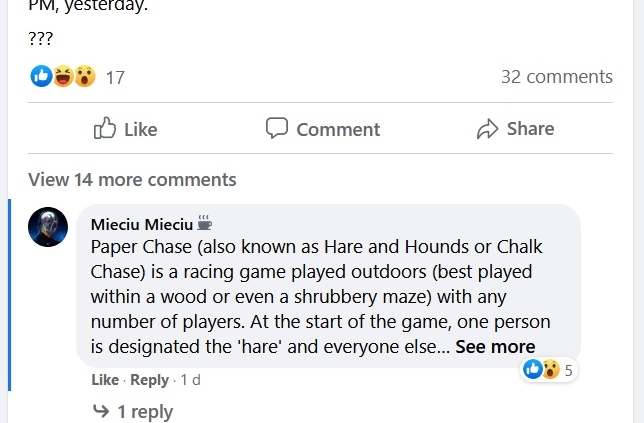 PM, yesterday.
???
17
32 comments
Like
Comment
Share
View 14 more comments
Mieciu Mieciu
Paper Chase (also known as Hare and Hounds or Chalk
Chase) is a racing game played outdoors (best played
within a wood or even a shrubbery maze) with any
number of players. At the start of the game, one person
is designated the 'hare' and everyone else... See more
5
Like · Reply · 1 d
1 reply